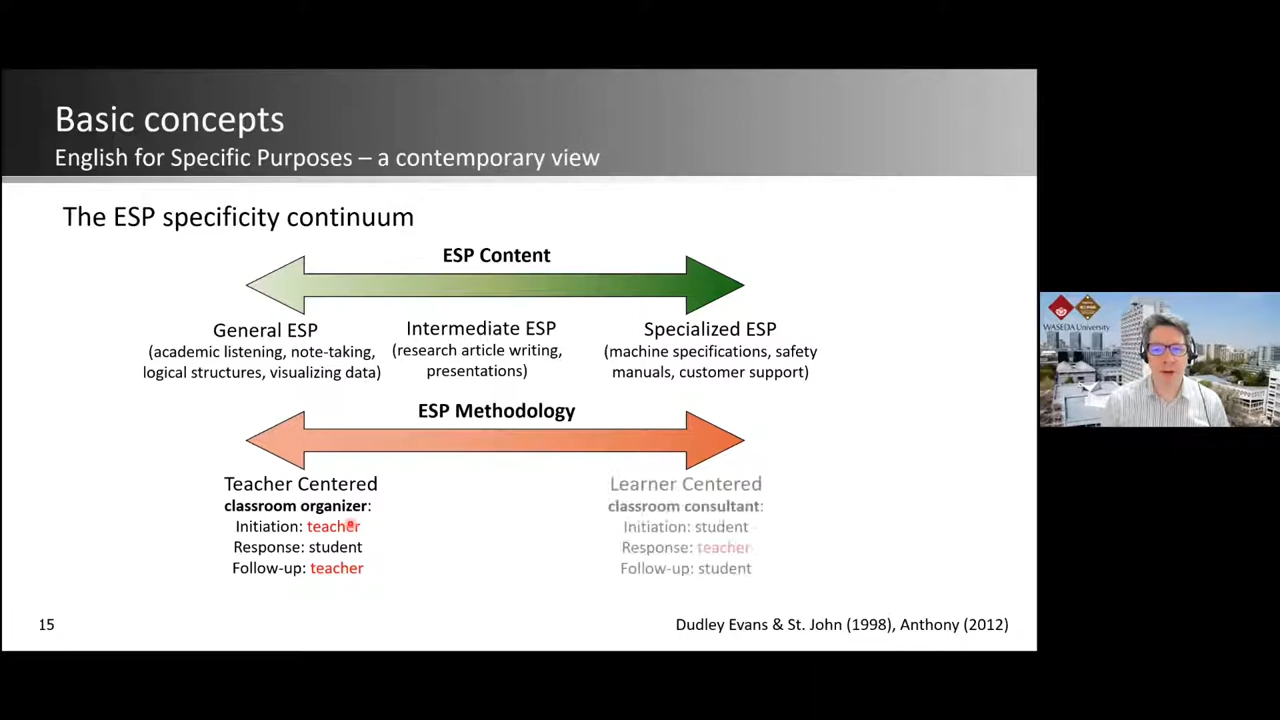 Basic concepts
English for Specific Purposes – a contemporary view
The ESP specificity continuum
ESP Content
General ESP
(academic listening, note-taking,
logical structures, visualizing data)
Intermediate ESP
(research article writing,
presentations)
Specialized ESP
(machine specifications, safety
manuals, customer support)
ESP Methodology
Teacher Centered
classroom organizer:
Initiation: teacher
Response: student
Follow-up: teacher
Learner Centered
classroom consultant:
Initiation: student
Response: teacher
Follow-up: student
15
Dudley Evans & St. John (1998), Anthony (2012)
WASEDA University